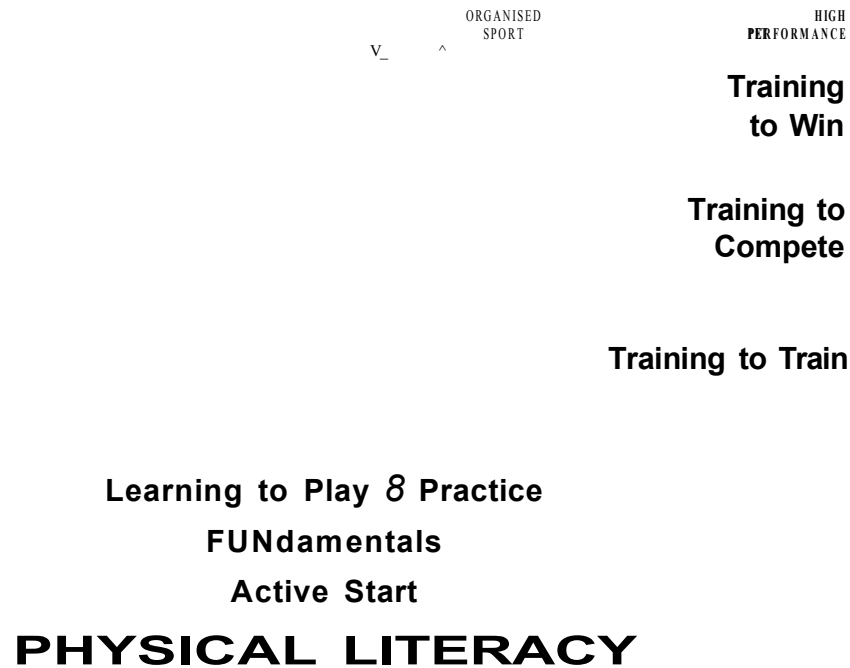 ORGANISED
SPORT
HIGH
PERFORMANCE
V_ ^
Training
to Win
Training to
Compete
Training to Train
Learning to Play 8 Practice
FUNdamentals
Active Start
PHYSICAL LITERACY